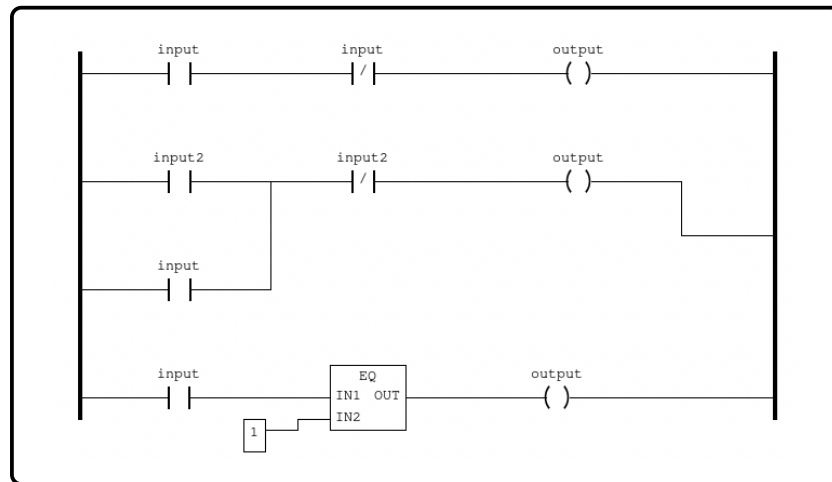 input input output
/
input2 input2 output
/
input
input EQ output
IN1 OUT
IN2
1